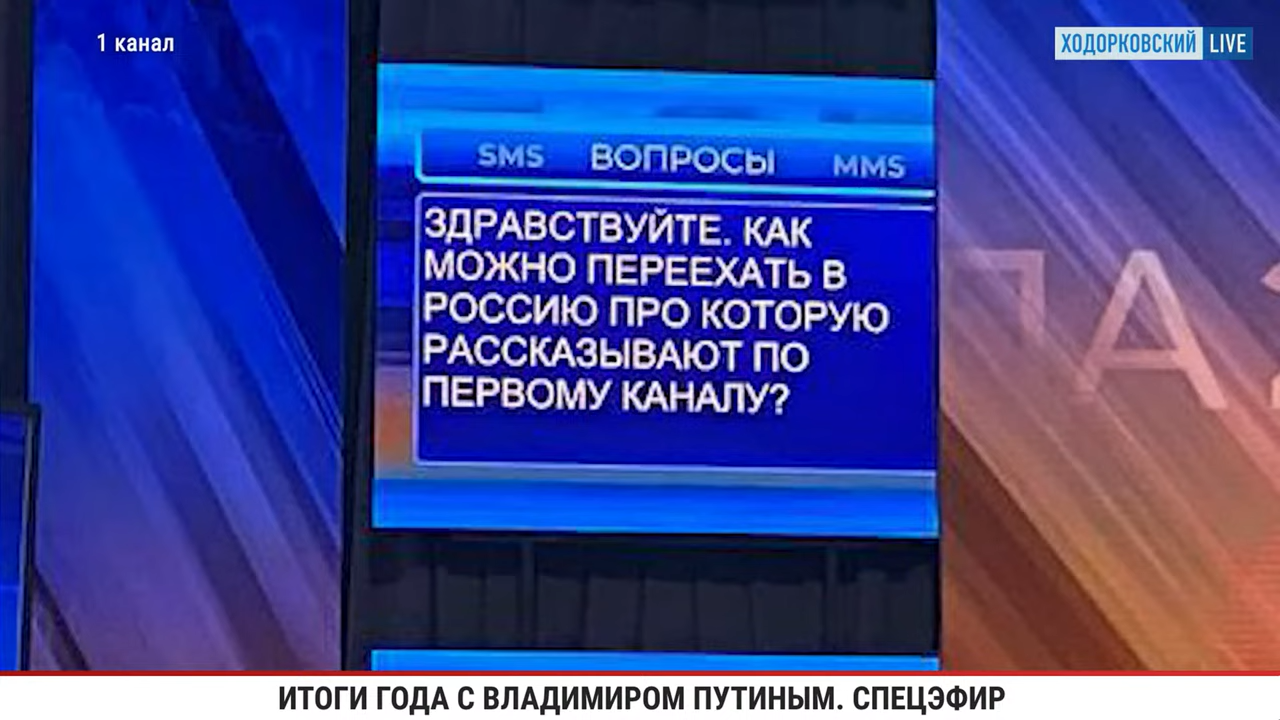 1 канал
ХОДОРКОВСКИЙ LIVE
SMS ВОПРОСЫ MMS
ЗДРАВСТВУЙТЕ. КАК
МОЖНО ПЕРЕЕХАТЬ В
РОССИЮ ПРО КОТОРУЮ
РАССКАЗЫВАЮТ ПО
ПЕРВОМУ КАНАЛУ?
ИТОГИ ГОДА С ВЛАДИМИРОМ ПУТИНЫМ. СПЕЦЭФИР